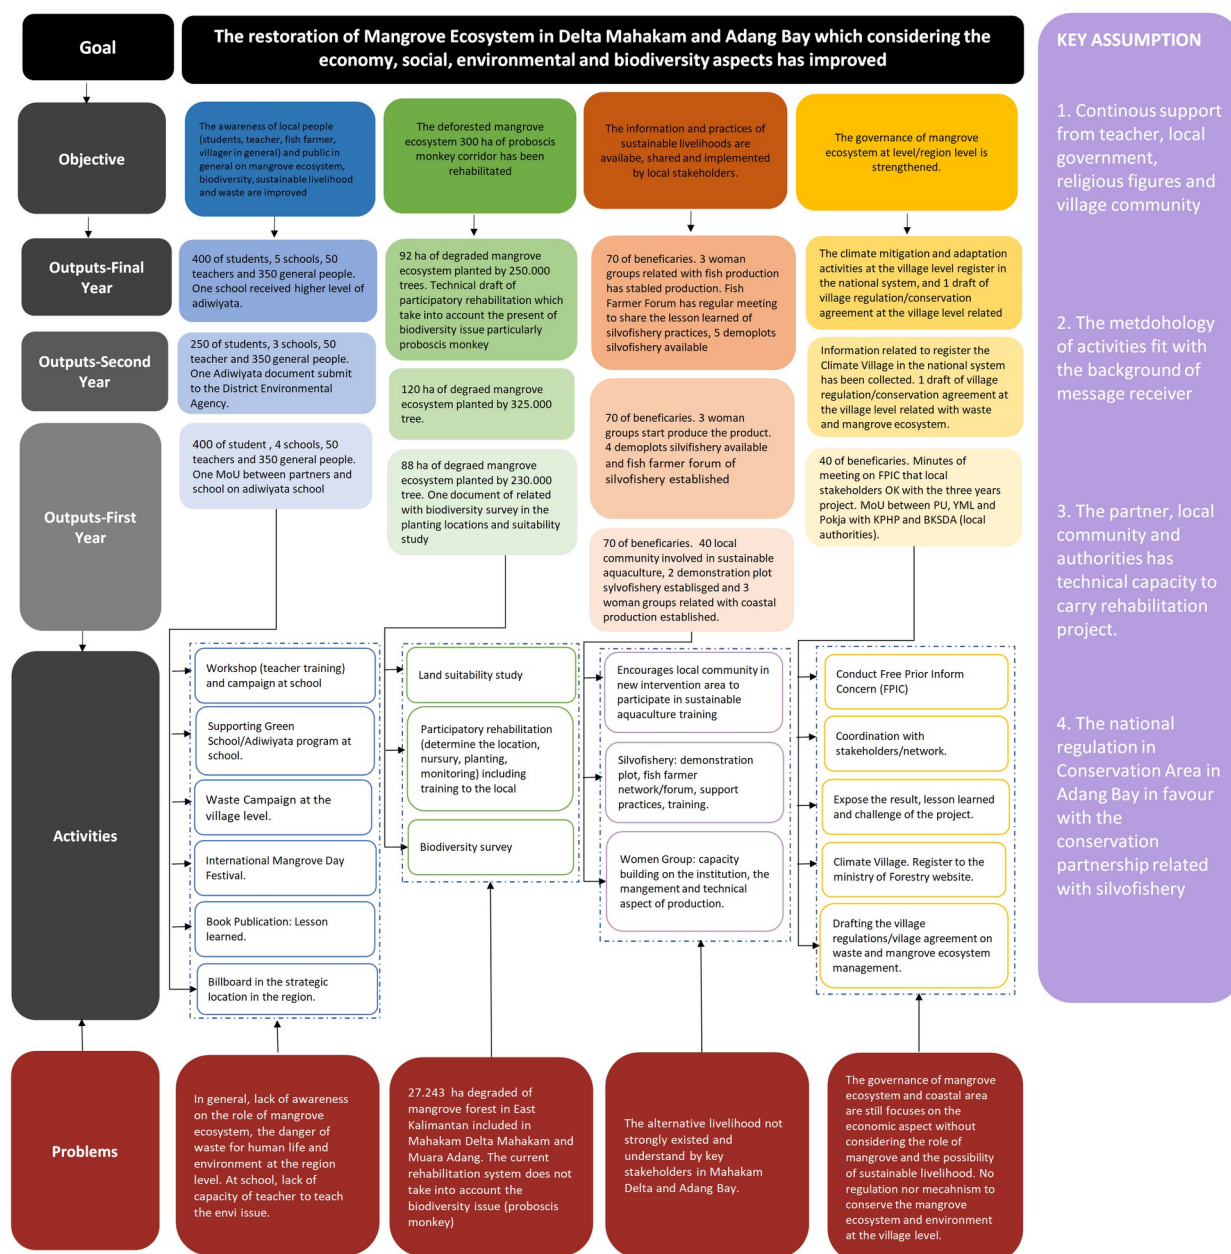 Goal
The restoration of Mangrove Ecosystem in Delta Mahakam and Adang Bay which considering the
economy, social, environmental and biodiversity aspects has improved
Objective
The awareness of local people
(students, teacher, fish farmer,
villager in general) and public in
general on mangrove ecosystem,
biodiversity, sustainable livelihood
and waste are improved
The deforested mangrove
ecosystem 300 ha of proboscis
monkey corridor has been
rehabilitated
The information and practices of
sustainable livelihoods are
availabe, shared and implemented
by local stakeholders.
The governance of mangrove
ecosystem at level/region level is
strengthened.
Outputs-Final
Year
400 of students, 5 schools, 50
teachers and 350 general people.
One school received higher level of
adiwiyata.
92 ha of degraded mangrove
ecosystem planted by 250.000
trees. Technical draft of
participatory rehabilitation which
take into account the present of
biodiversity issue particularly
proboscis monkey
70 of beneficaries. 3 woman
groups related with fish production
has stabled production. Fish
Farmer Forum has regular meeting
to share the lesson learned of
silvofishery practices, 5 demoplots
silvofishery available
The climate mitigation and adaptation
activities at the village level register in
the national system, and 1 draft of
village regulation/conservation
agreement at the village level related
Outputs-Second
Year
250 of students, 3 schools, 50
teacher and 350 general people.
One Adiwiyata document submit
to the District Environmental
Agency.
120 ha of degraed mangrove
ecosystem planted by 325.000
tree.
70 of beneficaries. 3 woman
groups start produce the product.
4 demoplots silvifishery available
and fish farmer forum of
silvofishery established
Information related to register the
Climate Village in the national system
has been collected. 1 draft of village
regulation/conservation agreement at
the village level related with waste
and mangrove ecosystem.
Outputs-First
Year
400 of student , 4 schools, 50
teachers and 350 general people.
One MoU between partners and
school on adiwyata school
88 ha of degraed mangrove
ecosystem planted by 230.000
tree. One document of related
with biodiversity survey in the
planting locations and suitability
study
70 of beneficaries. 40 local
community involved in sustainable
aquaculture, 2 demonstration plot
sylvofishery establisged and 3
woman groups related with coastal
production established.
40 of beneficaries. Minutes of
meeting on FPIC that local
stakeholders OK with the three years
project. MoU between PU, YML and
Pokja with KPHP and BKSDA (local
authorities).
Activities
Workshop (teacher training)
and campaign at school
Supporting Green
School/Adiwyata program at
school.
Waste Campaign at the
village level.
International Mangrove Day
Festival.
Book Publication: Lesson
learned.
Billboard in the strategic
location in the region.
Land suitability study
Participatory rehabilitation
(determine the location,
nursury, planting,
monitoring) including
training to the local
Biodiversity survey
Encourages local community in
new intervention area to
participate in sustainable
aquaculture training
Silvofishery: demonstration
plot, fish farmer
network/forum, support
practices, training.
Women Group: capacity
building on the institution, the
mangement and technical
aspect of production.
Conduct Free Prior Inform
Concern (FPIC)
Coordination with
stakeholders/network.
Expose the result, lesson learned
and challenge of the project.
Climate Village. Register to the
ministry of Forestry website.
Drafting the village
regulations/vilage agreement on
waste and mangrove ecosystem
management.
Problems
In general, lack of awareness
on the role of mangrove
ecosystem, the danger of
waste for human life and
environment at the region
level. At school, lack of
capacity of teacher to teach
the envi issue.
27.243 ha degraded of
mangrove forest in East
Kalimantan included in
Mahakam Delta Mahakam and
Muara Adang. The current
rehabilitation system does not
take into account the
biodiversity issue (proboscis
monkey)
The alternative livelihood not
strongly existed and
understand by key
stakeholders in Mahakam
Delta and Adang Bay.
The governance of mangrove
ecosystem and coastal area
are still focuses on the
economic aspect without
considering the role of
mangrove and the possibility
of sustainable livelihood. No
regulation nor mecahnism to
conserve the mangrove
ecosystem and environment
at the village level.
KEY ASSUMPTION
1. Continous support
from teacher, local
government,
religious figures and
village community
2. The metdohology
of activities fit with
the background of
message receiver
3. The partner, local
community and
authorities has
technical capacity to
carry rehabilitation
project.
4. The national
regulation in
Conservation Area in
Adang Bay in favour
with the
conservation
partnership related
with silvofishery